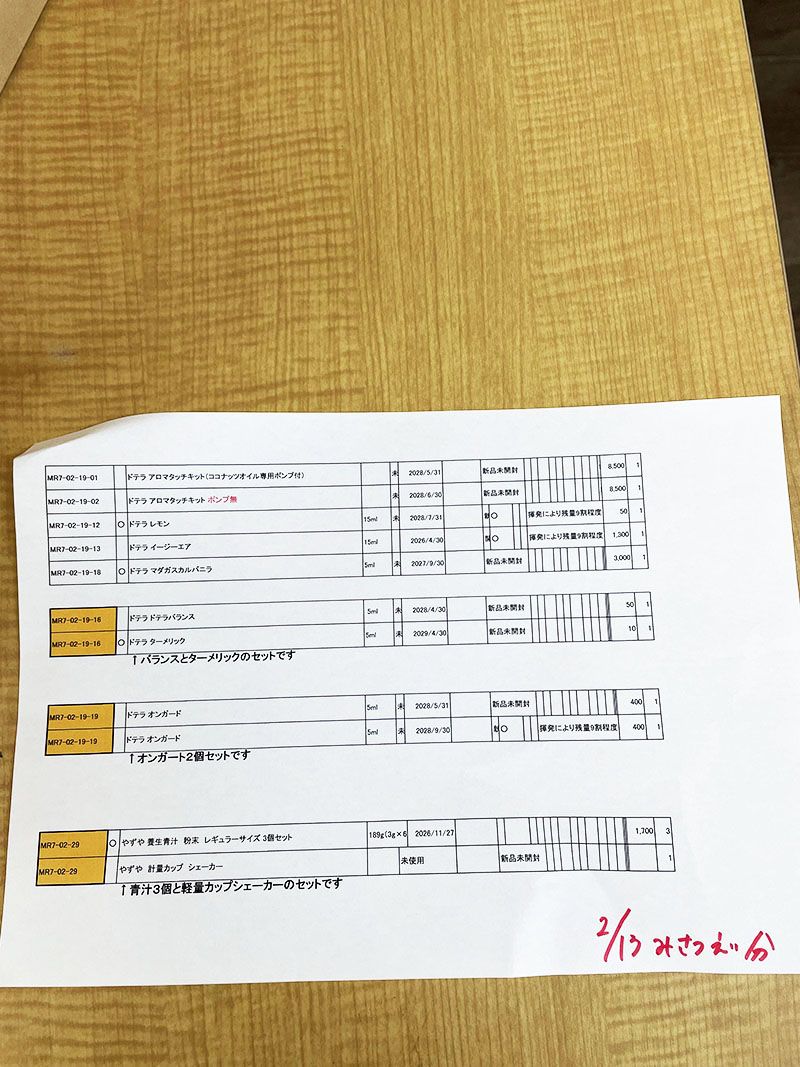 MR7-02-19-01 ドテラ アロマタッチキット(ココナッツオイル専用ポンプ付) 未 2028/5/31 新品未開封 8,500 1
MR7-02-19-02 ドテラ アロマタッチキット ポンプ無 未 2028/6/30 新品未開封 8,500 1
MR7-02-19-12 〇 ドテラ レモン 15ml 未 2028/7/31 〇 揮発により残量9割程度 50 1
MR7-02-19-13 ドテラ イージーエア 15ml 2026/4/30 〇 揮発により残量9割程度 1,300 1
MR7-02-19-18 〇 ドテラ マダガスカルバニラ 5ml 未 2027/9/30 新品未開封 3,000 1
MR7-02-19-16 ドテラ ドテラバランス 5ml 未 2028/4/30 新品未開封 50 1
MR7-02-19-16 〇 ドテラ ターメリック 5ml 未 2029/4/30 新品未開封 10 1
↑バランスとターメリックのセットです
MR7-02-19-19 ドテラ オンガード 5ml 未 2028/5/31 新品未開封 400 1
MR7-02-19-19 ドテラ オンガード 5ml 未 2028/9/30 〇 揮発により残量9割程度 400 1
↑オンガート2個セットです
MR7-02-29 〇 やずや 養生青汁 粉末 レギュラーサイズ 3個セット 189g(3g×6 2026/11/27 1,700 3
MR7-02-29 やずや 計量カップ シェーカー 未使用 新品未開封 1
↑青汁3個と軽量カップシェーカーのセットです
2/13 みさつ 分